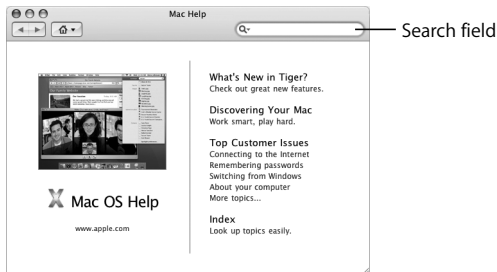 Mac Help
Search field
What's New in Tiger?
Check out great new features.
Discovering Your Mac
Work smart, play hard.
Top Customer Issues
Connecting to the Internet
Remembering passwords
Switching from Windows
About your computer
More topics...
Index
Look up topics easily.
Mac OS Help
www.apple.com